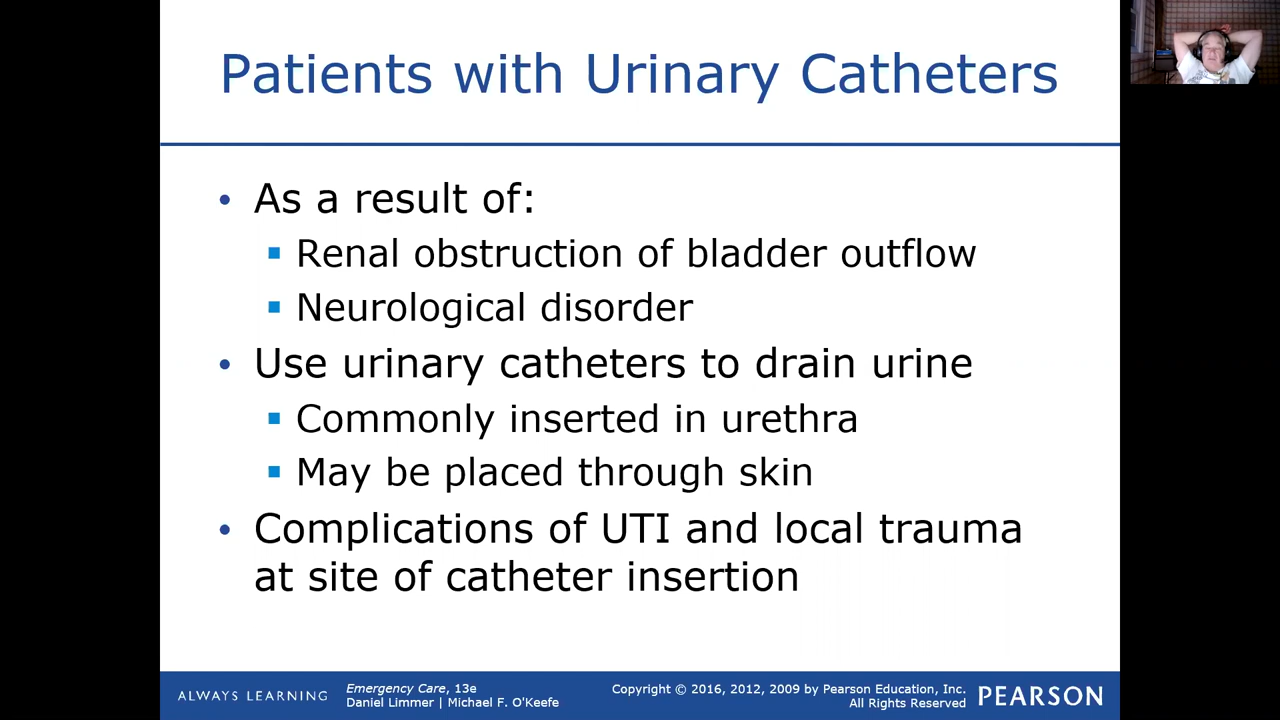 Patients with Urinary Catheters
• As a result of:
▪ Renal obstruction of bladder outflow
▪ Neurological disorder
• Use urinary catheters to drain urine
▪ Commonly inserted in urethra
▪ May be placed through skin
• Complications of UTI and local trauma
at site of catheter insertion
ALWAYS LEARNING
Emergency Care, 13e
Daniel Limmer | Michael F. O'Keefe
Copyright © 2016, 2012, 2009 by Pearson Education, Inc.
All Rights Reserved
PEARSON